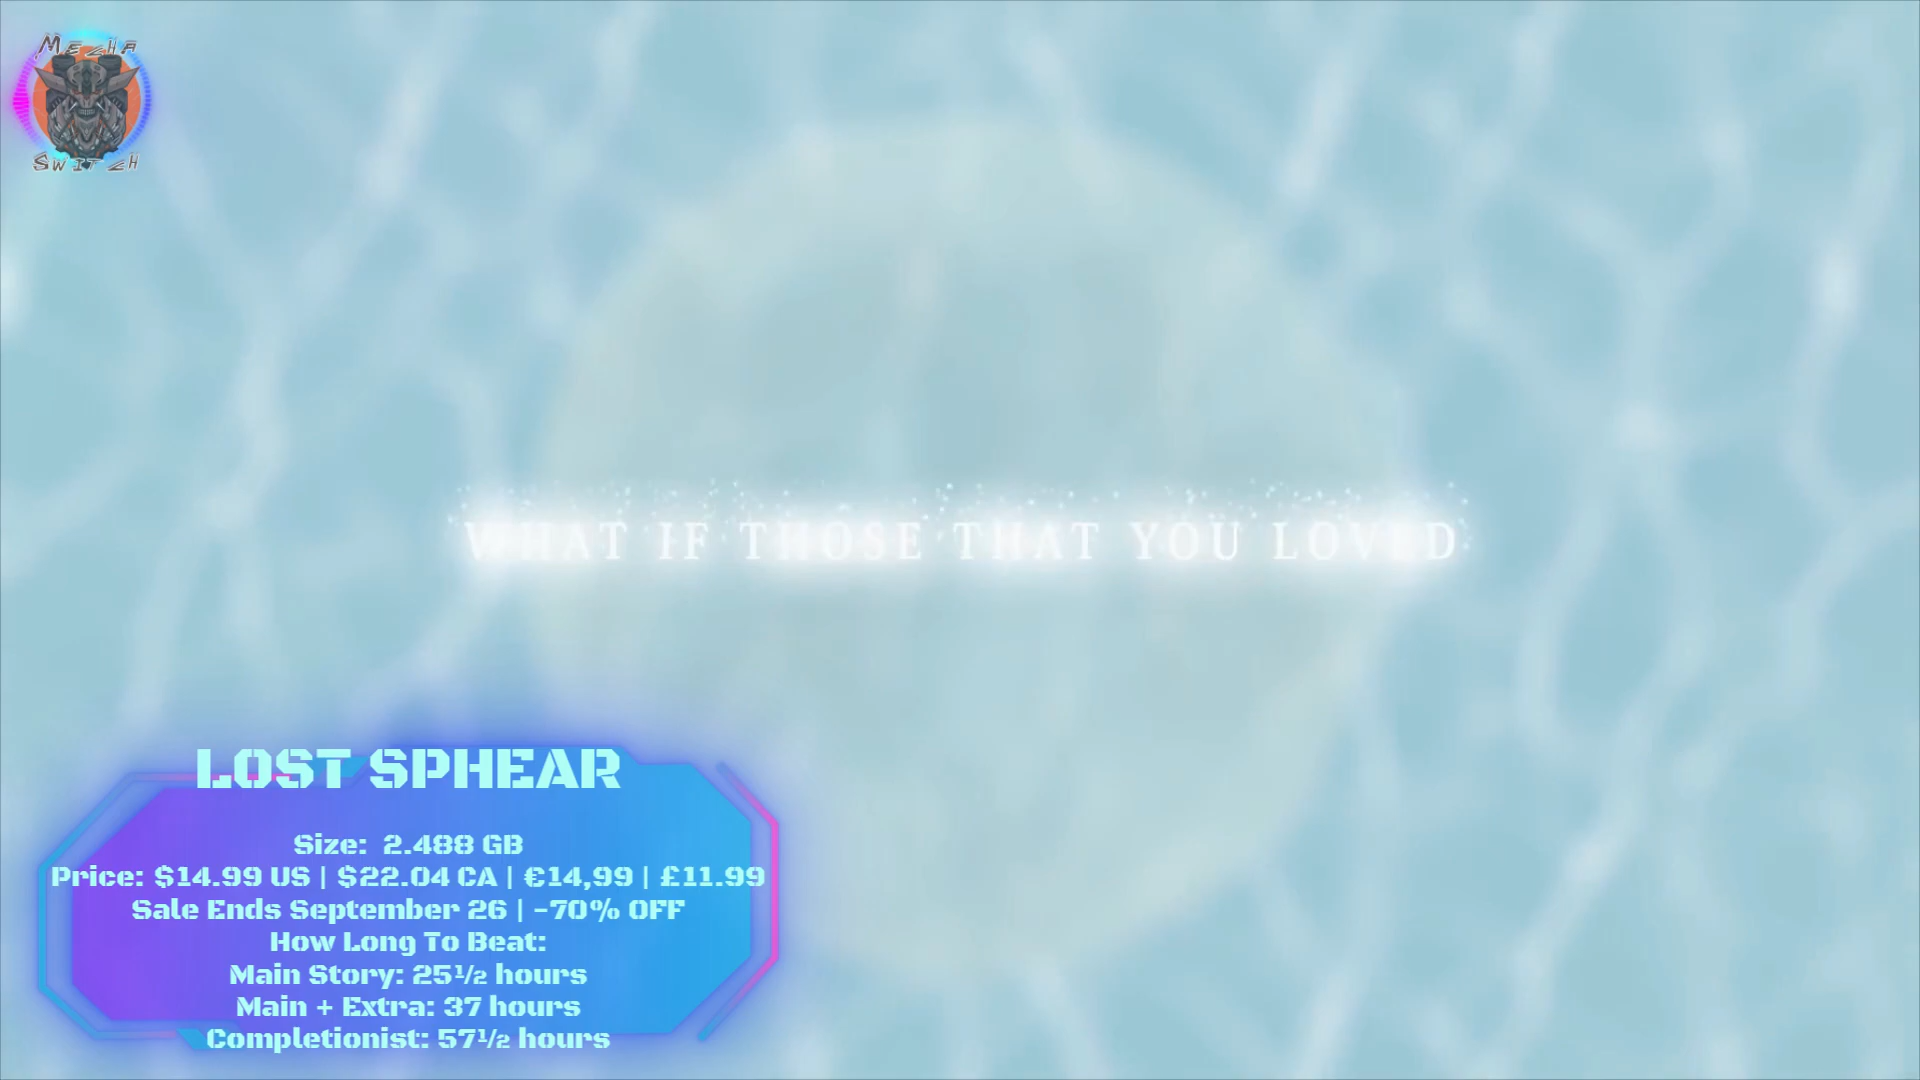 MECHA
SWITCH
WHAT IF THOSE THAT YOU LOVED
LOST SPHEAR
Size:  2.488 GB
Price: $14.99 US | $22.04 CA | €14,99 | £11.99
Sale Ends September 26 | -70% OFF
How Long To Beat:
Main Story: 25½ hours
Main + Extra: 37 hours
Completionist: 57½ hours